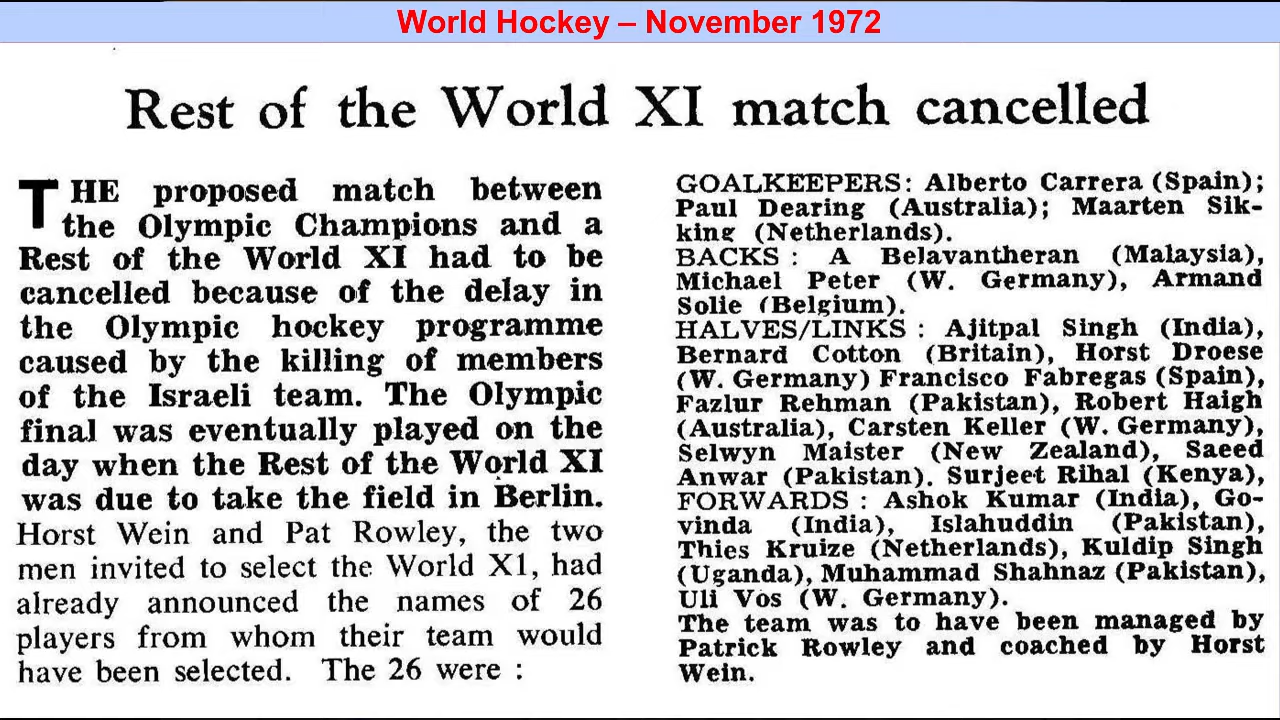 World Hockey – November 1972
Rest of the World XI match cancelled
THE proposed match between
the Olympic Champions and a
Rest of the World XI had to be
cancelled because of the delay in
the Olympic hockey programme
caused by the killing of members
of the Israeli team. The Olympic
final was eventually played on the
day when the Rest of the World XI
was due to take the field in Berlin.
Horst Wein and Pat Rowley, the two
men invited to select the World X1, had
already announced the names of 26
players from whom their team would
have been selected. The 26 were :
GOALKEEPERS: Alberto Carrera (Spain);
Paul Dearing (Australia); Maarten Sik-
king (Netherlands).
BACKS : A Belavantheran (Malaysia),
Michael Peter (W. Germany), Armand
Solie (Belgium).
HALVES/LINKS : Ajitpal Singh (India),
Bernard Cotton (Britain), Horst Droese
(W. Germany) Francisco Fabregas (Spain),
Fazlur Rehman (Pakistan), Robert Haigh
(Australia), Carsten Keller (W. Germany),
Selwyn Maister (New Zealand), Saeed
Anwar (Pakistan). Surjeet Rihal (Kenya),
FORWARDS : Ashok Kumar (India), Go-
vinda (India), Islahuddin (Pakistan),
Thies Kruize (Netherlands), Kuldip Singh
(Uganda), Muhammad Shahnaz (Pakistan),
Uli Vos (W. Germany).
The team was to have been managed by
Patrick Rowley and coached by Horst
Wein.